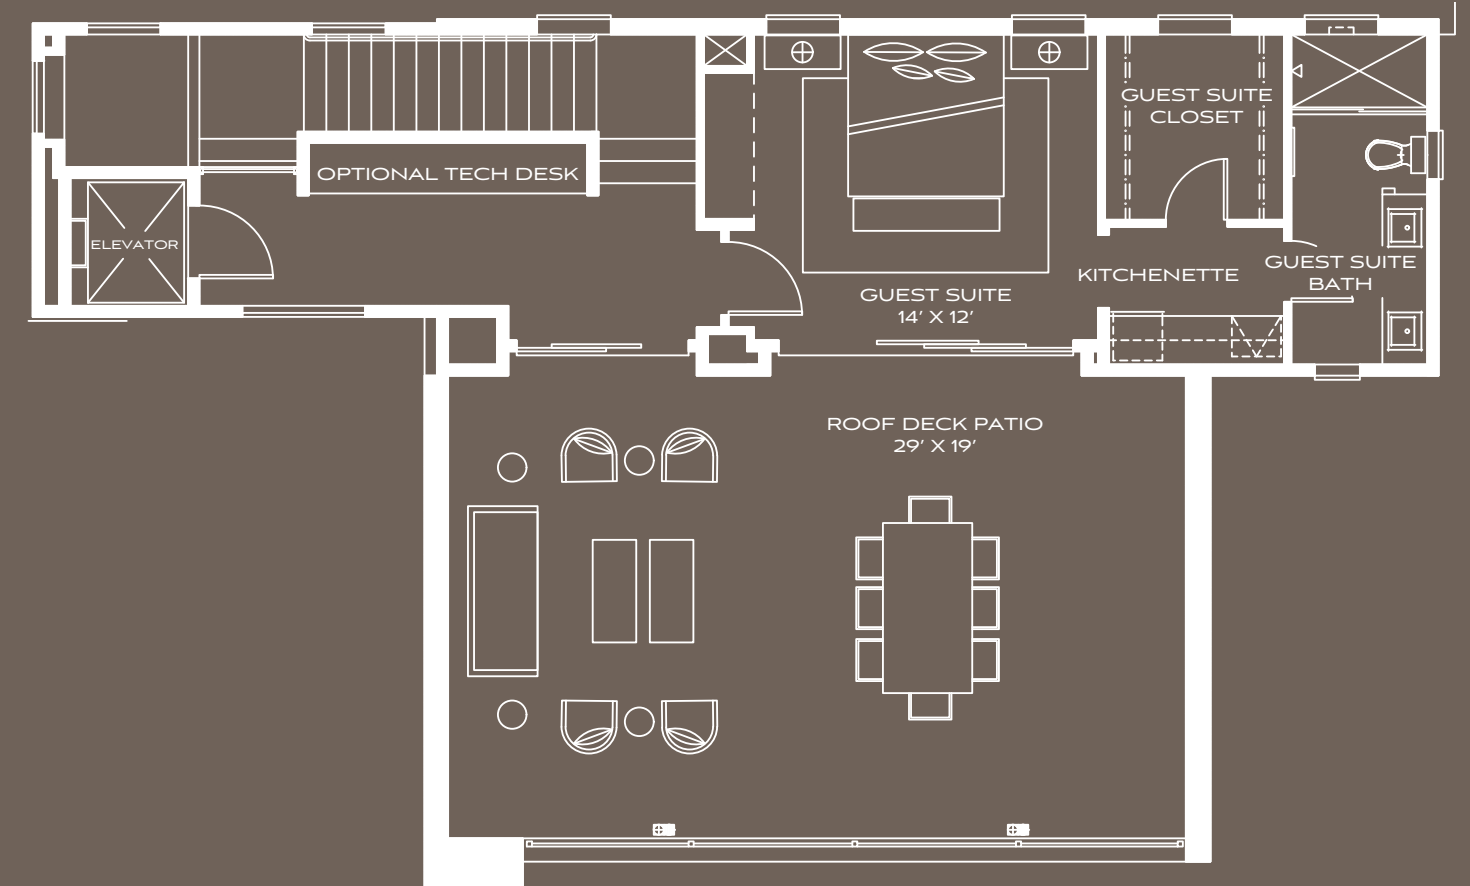 GUEST SUITE
CLOSET
OPTIONAL TECH DESK
ELEVATOR
GUEST SUITE
BATH
KITCHENETTE
GUEST SUITE
14' X 12'
ROOF DECK PATIO
29' X 19'